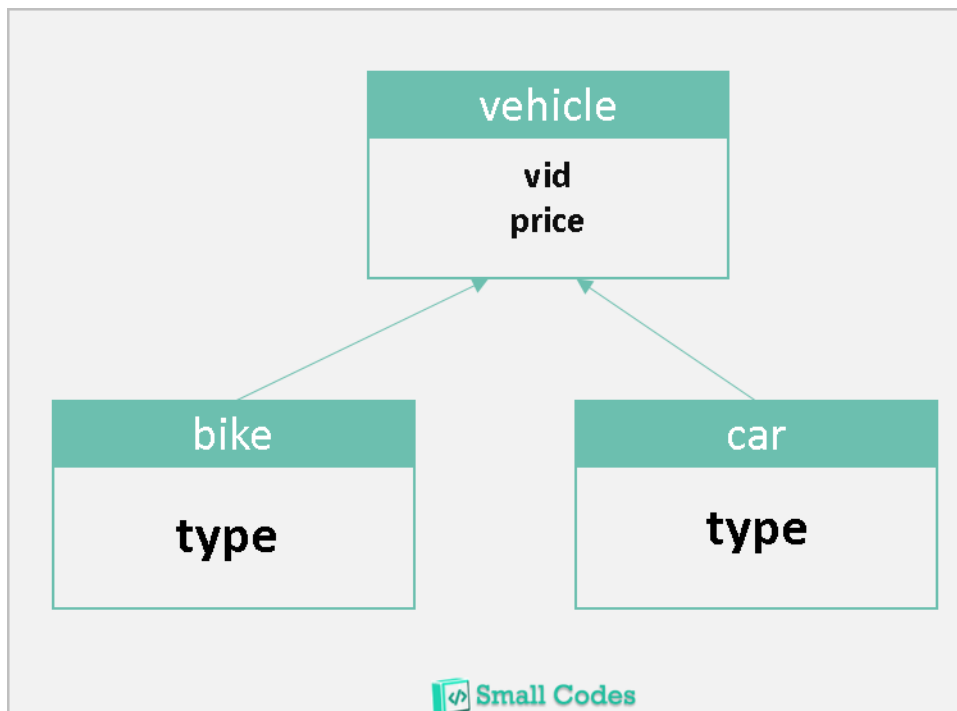 vehicle
vid
price
bike
car
type
type
Small Codes